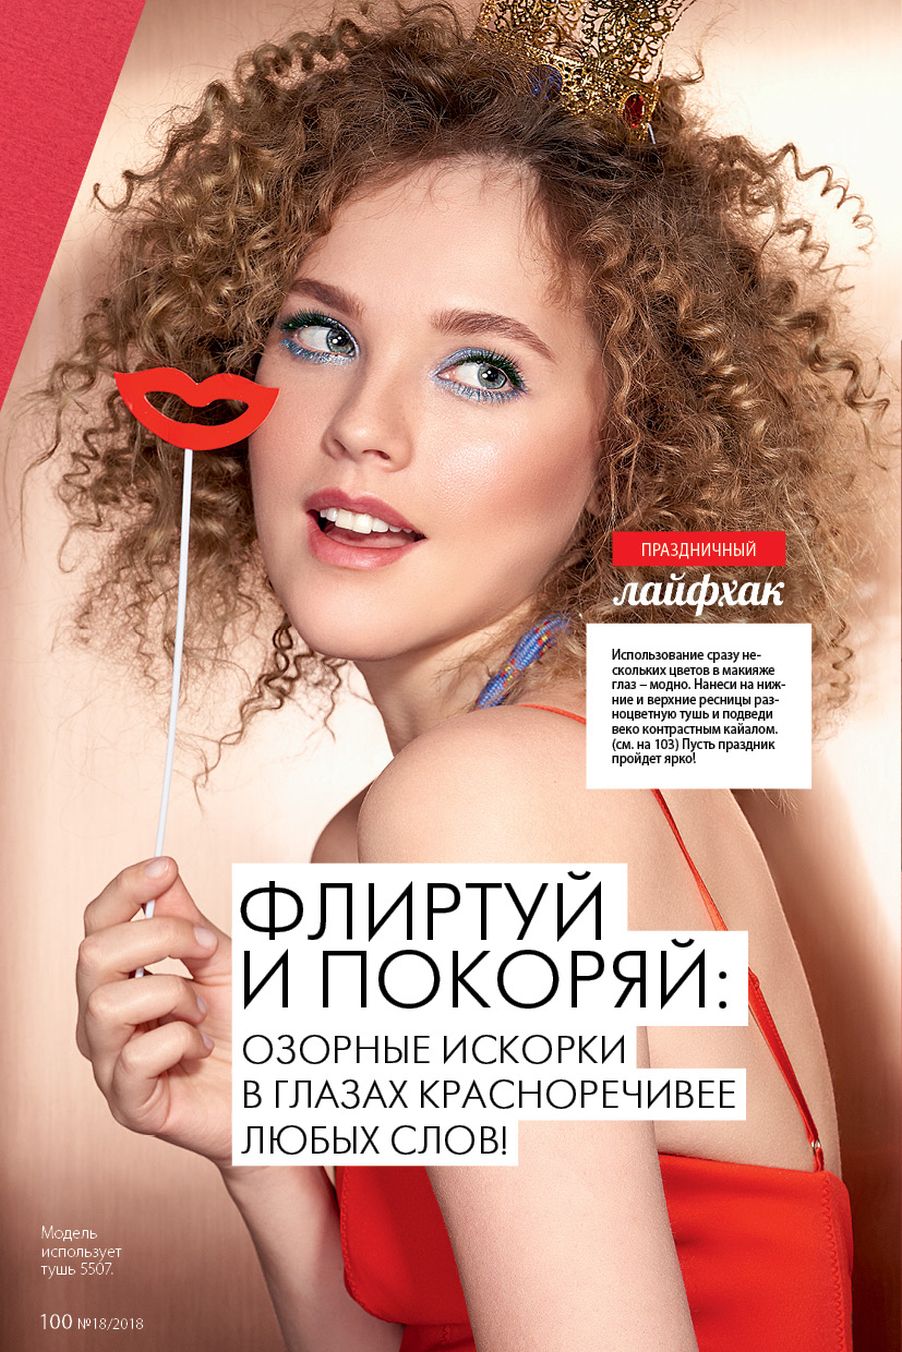 ПРАЗДНИЧНЫЙ
лайфхак
Использование сразу не-
скольких цветов в макияже
глаз – модно. Нанеси на ниж-
ние и верхние ресницы раз-
ноцветную тушь и подведи
веко контрастным кайалом.
(см. на 103) Пусть праздник
пройдет ярко!
ФЛИРТУЙ
И ПОКОРЯЙ:
ОЗОРНЫЕ ИСКОРКИ
В ГЛАЗАХ КРАСНОРЕЧИВЕЕ
ЛЮБЫХ СЛОВ!
Модель
использует
тушь 5507.
100 №18/2018